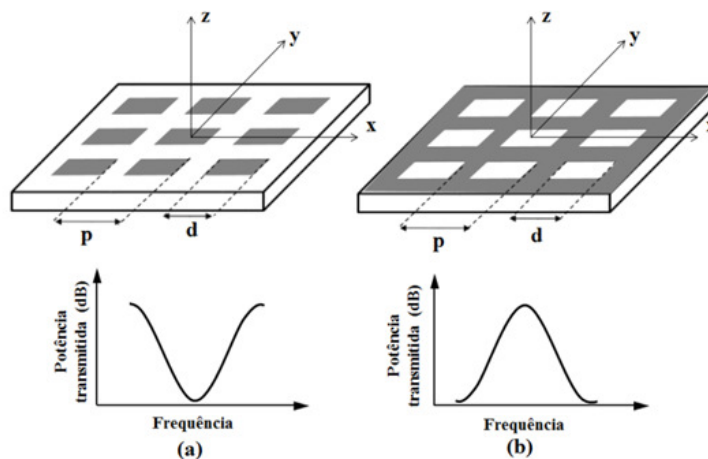 z
y
x
p
d
z
y
p
d
Potência
transmitida (dB)
Frequência
(a)
Potência
transmitida (dB)
Frequência
(b)